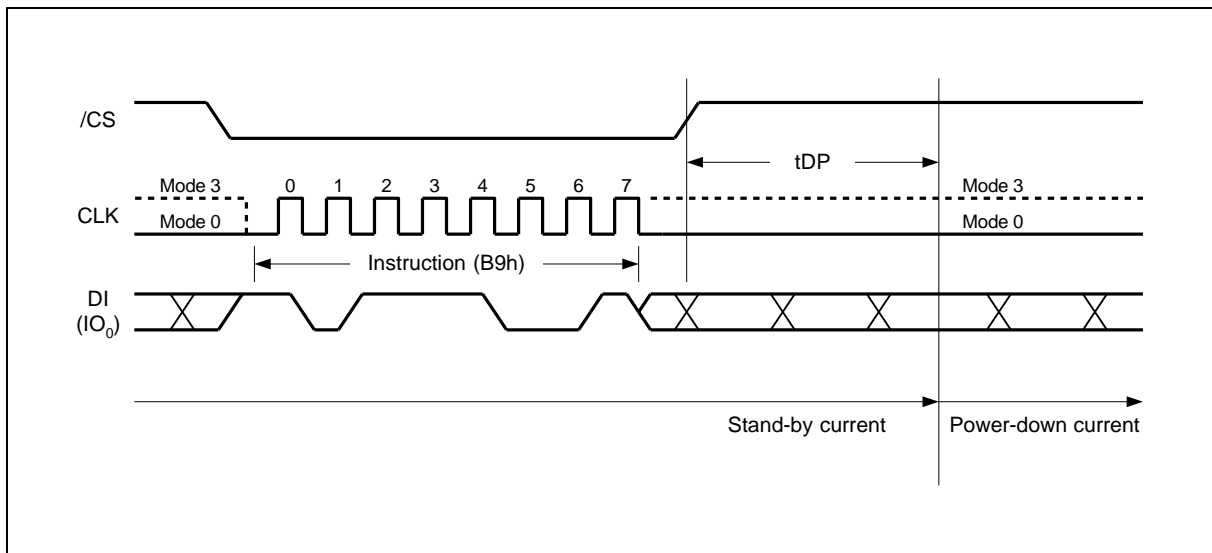 /CS
tDP
Mode 3 0 1 2 3 4 5 6 7 Mode 3
CLK
Mode 0 Mode 0
Instruction (B9h)
DI
(IO₀)
Stand-by current Power-down current